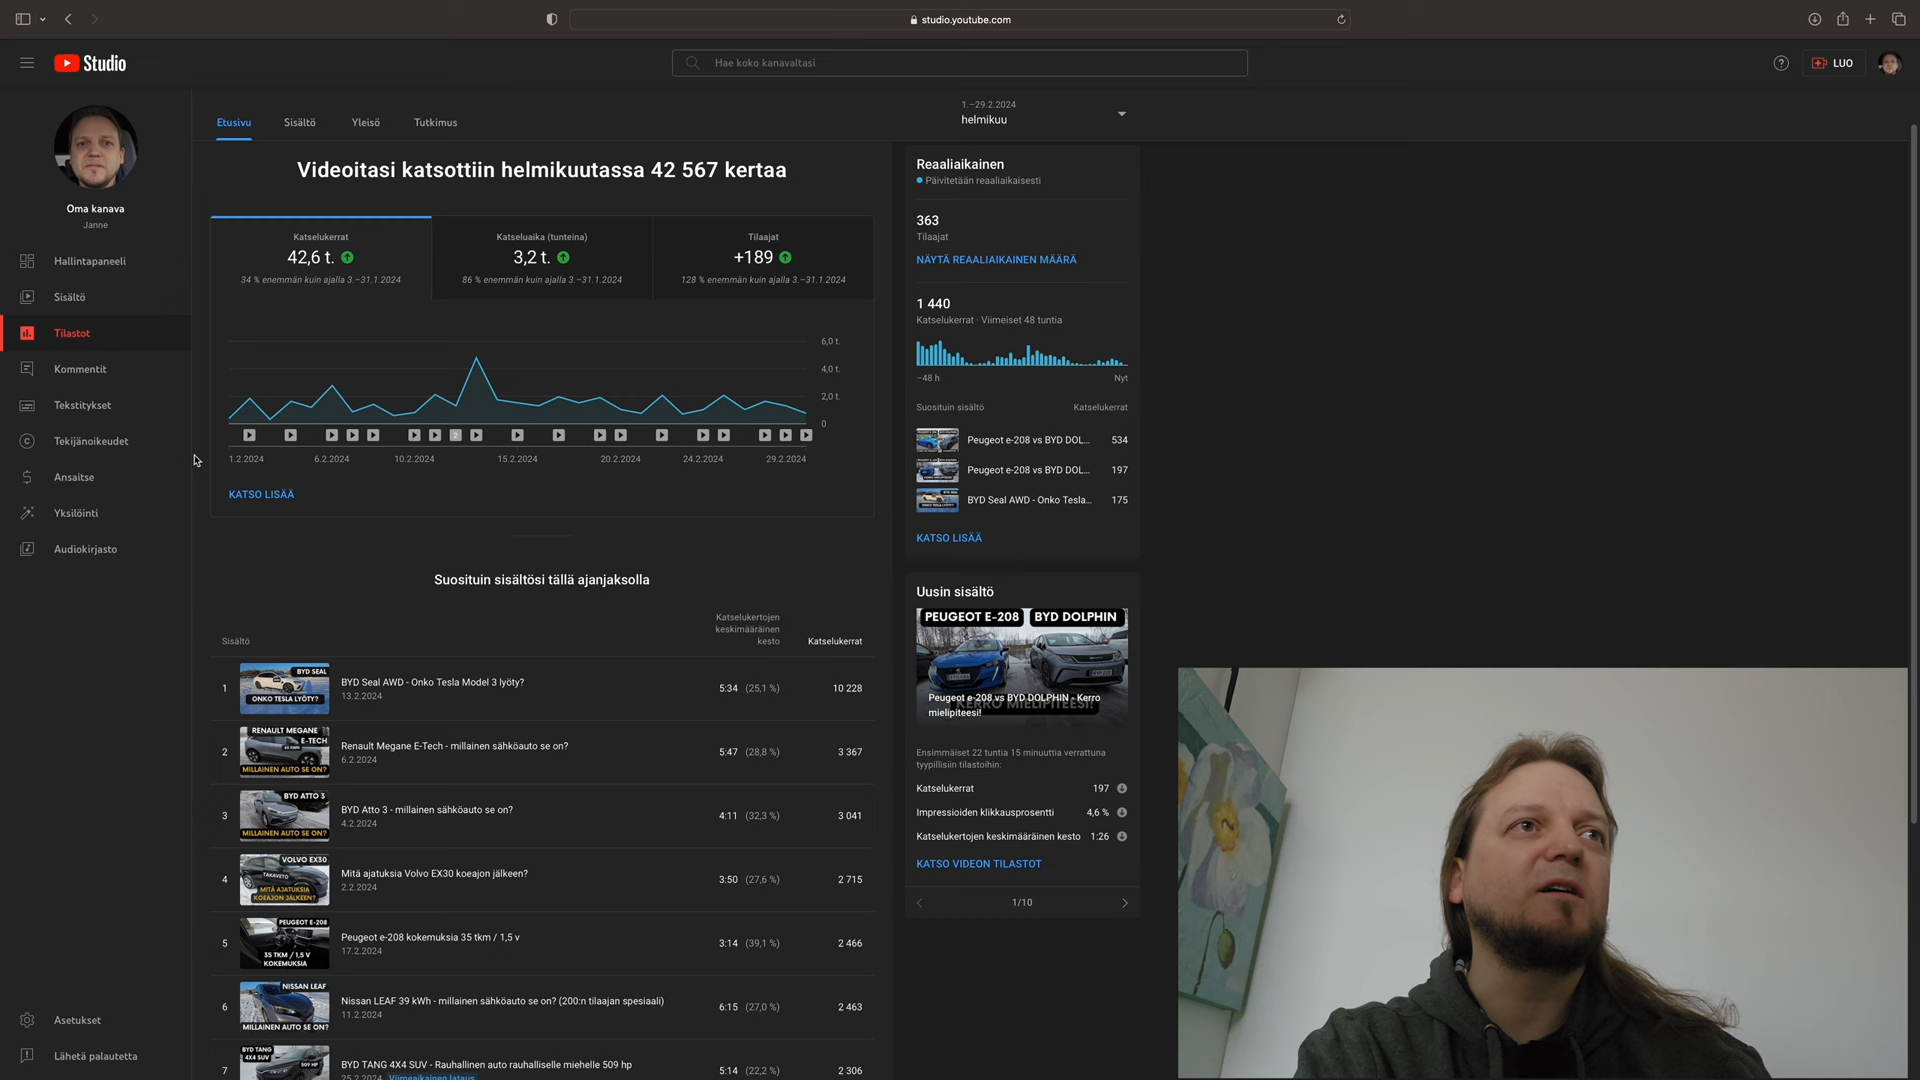 studio.youtube.com
Studio
Hae koko kanavaltasi
LUO
Oma kanava
Janne
Hallintapaneeli
Sisältö
Tilastot
Kommentit
Tekstitykset
Tekijänoikeudet
Ansaitse
Yksilöinti
Audiokirjasto
Asetukset
Lähetä palautetta
Etusivu
Sisältö
Yleisö
Tutkimus
1.–29.2.2024
helmikuu
Videoitasi katsottiin helmikuutassa 42 567 kertaa
Katselukerrat
42,6 t.
34 % enemmän kuin ajalla 3.–31.1.2024
Katseluaika (tunteina)
3,2 t.
86 % enemmän kuin ajalla 3.–31.1.2024
Tilaajat
+189
128 % enemmän kuin ajalla 3.–31.1.2024
6,0 t.
4,0 t.
2,0 t.
0
2
1.2.2024
6.2.2024
10.2.2024
15.2.2024
20.2.2024
24.2.2024
29.2.2024
KATSO LISÄÄ
Suosituin sisältösi tällä ajanjaksolla
Sisältö
Katselukertojen
keskimääräinen
kesto
Katselukerrat
1
BYD SEAL
ONKO TESLA LYÖTY?
BYD Seal AWD - Onko Tesla Model 3 lyöty?
13.2.2024
5:34 (25,1 %)
10 228
2
RENAULT MEGANE
E-TECH
MILLAINEN AUTO SE ON?
Renault Megane E-Tech - millainen sähköauto se on?
6.2.2024
5:47 (28,8 %)
3 367
3
BYD ATTO 3
MILLAINEN AUTO SE ON?
BYD Atto 3 - millainen sähköauto se on?
4.2.2024
4:11 (32,3 %)
3 041
4
VOLVO EX30
TAKAVETO
MITÄ AJATUKSIA
KOEAJON JÄLKEEN?
Mitä ajatuksia Volvo EX30 koeajon jälkeen?
2.2.2024
3:50 (27,6 %)
2 715
5
PEUGEOT E-208
35 TKM / 1,5 V
KOKEMUKSIA
Peugeot e-208 kokemuksia 35 tkm / 1,5 v
17.2.2024
3:14 (39,1 %)
2 466
6
NISSAN LEAF
MILLAINEN AUTO SE ON?
Nissan LEAF 39 kWh - millainen sähköauto se on? (200:n tilaajan spesiaali)
11.2.2024
6:15 (27,0 %)
2 463
7
BYD TANG
4X4 SUV
509 HP
BYD TANG 4X4 SUV - Rauhallinen auto rauhalliselle miehelle 509 hp
25.2.2024 Viimeaikainen lataus
5:14 (22,2 %)
2 306
Reaaliaikainen
Päivitetään reaaliaikaisesti
363
Tilaajat
NÄYTÄ REAALIAIKAINEN MÄÄRÄ
1 440
Katselukerrat · Viimeiset 48 tuntia
−48 h
Nyt
Suosituin sisältö
Katselukerrat
Peugeot e-208 vs BYD DOL...
534
Peugeot e-208 vs BYD DOL...
197
BYD Seal AWD - Onko Tesla...
175
KATSO LISÄÄ
Uusin sisältö
PEUGEOT E-208
BYD DOLPHIN
KERRO MIELIPITEESI?
Peugeot e-208 vs BYD DOLPHIN - Kerro
mielipiteesi!
Ensimmäiset 22 tuntia 15 minuuttia verrattuna
tyypillisiin tilastoihin:
Katselukerrat
197
Impressioiden klikkausprosentti
4,6 %
Katselukertojen keskimääräinen kesto
1:26
KATSO VIDEON TILASTOT
1/10